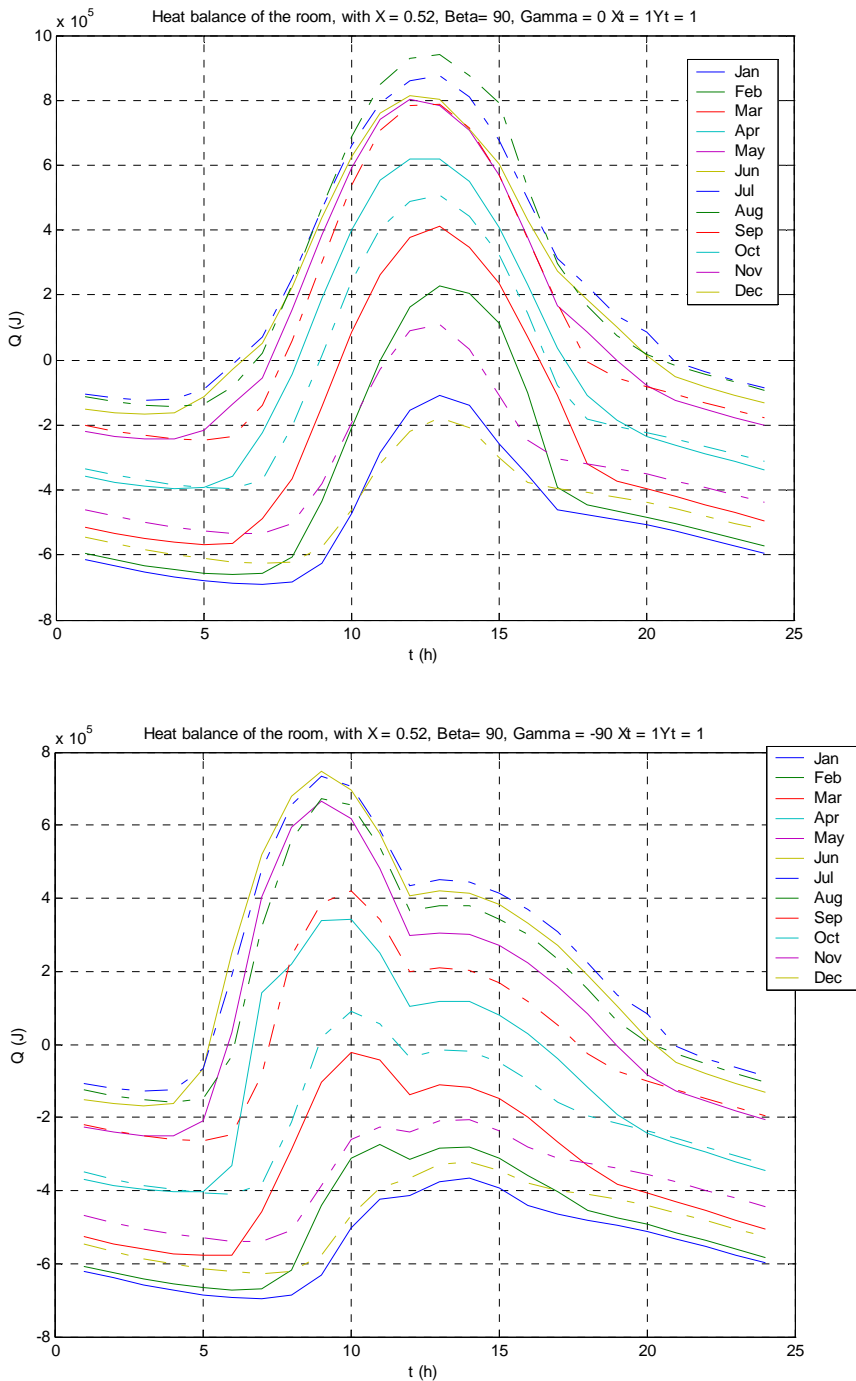 Heat balance of the room, with X = 0.52, Beta= 90, Gamma = 0 Xt = 1Yt = 1
x 10^5
10
8
6
4
2
0
-2
-4
-6
-8
Q (J)
0 5 10 15 20 25
t (h)
Jan
Feb
Mar
Apr
May
Jun
Jul
Aug
Sep
Oct
Nov
Dec
Heat balance of the room, with X = 0.52, Beta= 90, Gamma = -90 Xt = 1Yt = 1
x 10^5
8
6
4
2
0
-2
-4
-6
-8
Q (J)
0 5 10 15 20 25
t (h)
Jan
Feb
Mar
Apr
May
Jun
Jul
Aug
Sep
Oct
Nov
Dec